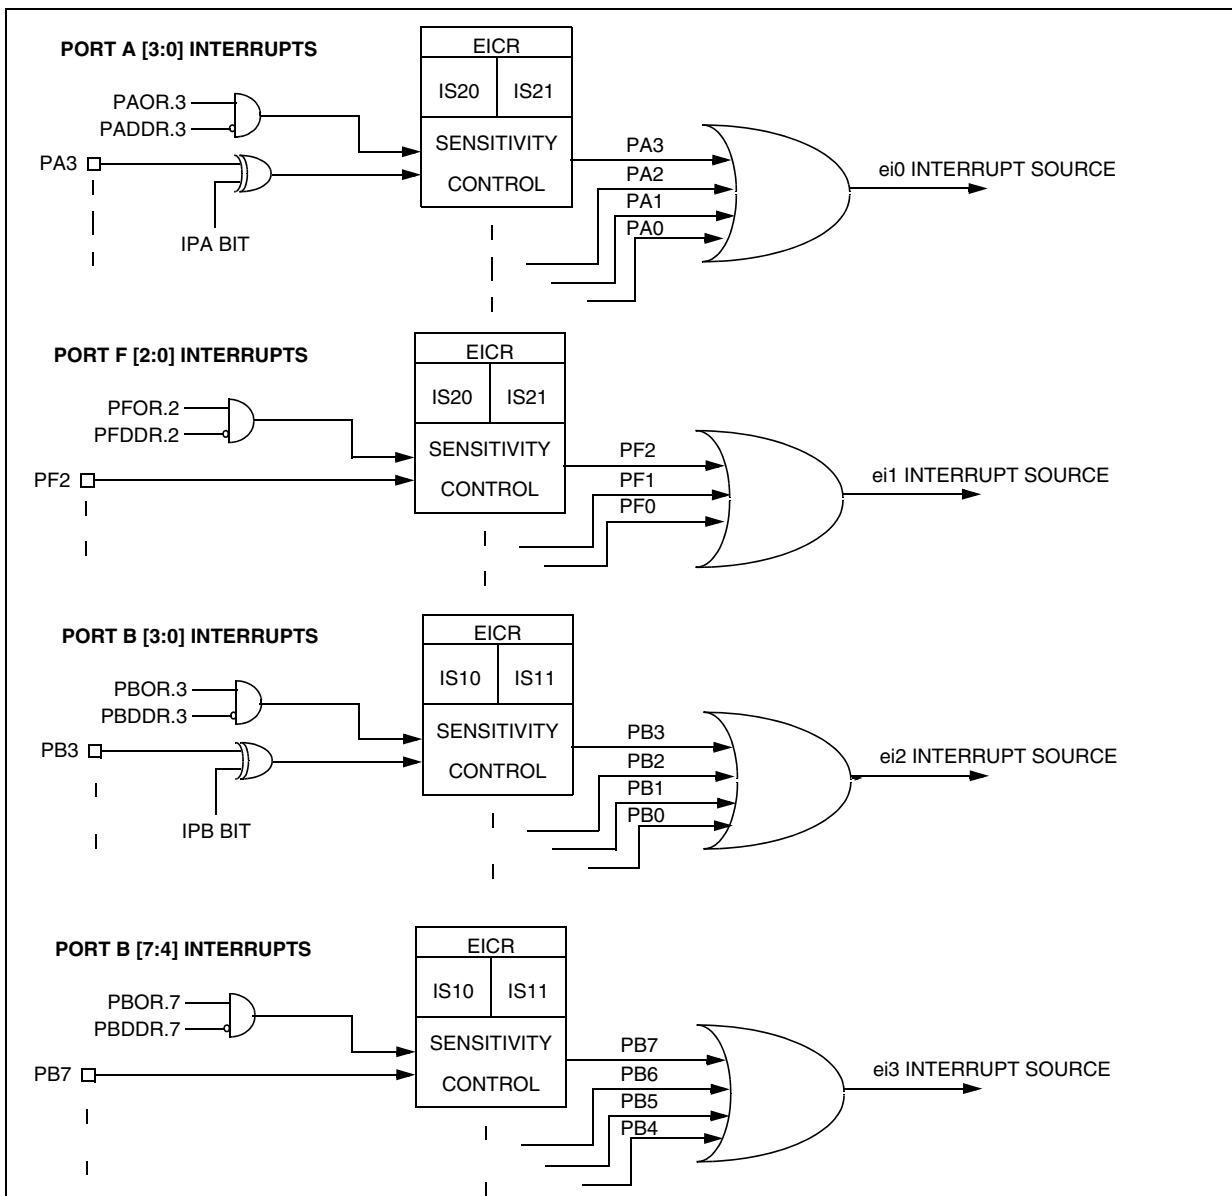 PORT A [3:0] INTERRUPTS
EICR
IS20 IS21
PAOR.3
PADDR.3
SENSITIVITY
CONTROL
PA3
IPA BIT
PA3
PA2
PA1
PA0
ei0 INTERRUPT SOURCE
PORT F [2:0] INTERRUPTS
EICR
IS20 IS21
PFOR.2
PFDDR.2
SENSITIVITY
CONTROL
PF2
PF2
PF1
PF0
ei1 INTERRUPT SOURCE
PORT B [3:0] INTERRUPTS
EICR
IS10 IS11
PBOR.3
PBDDR.3
SENSITIVITY
CONTROL
PB3
IPB BIT
PB3
PB2
PB1
PB0
ei2 INTERRUPT SOURCE
PORT B [7:4] INTERRUPTS
EICR
IS10 IS11
PBOR.7
PBDDR.7
SENSITIVITY
CONTROL
PB7
PB7
PB6
PB5
PB4
ei3 INTERRUPT SOURCE